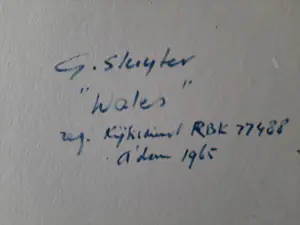 G. Sluyter
"Wales"
reg. Rijksdienst RBK 77488
A'dam 1965